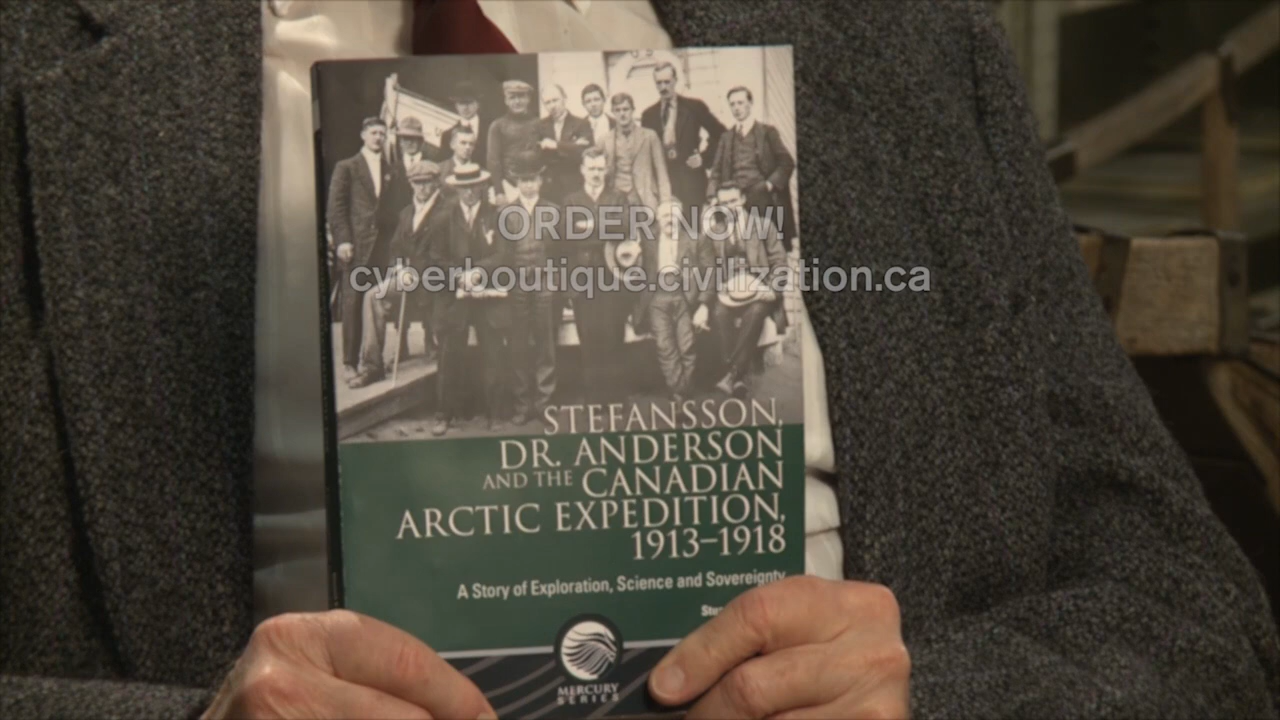 ORDER NOW!
cyberboutique.civilization.ca
STEFANSSON,
DR. ANDERSON
AND THE CANADIAN
ARCTIC EXPEDITION,
1913–1918
A Story of Exploration, Science and Sovereignty
MERCURY
SERIES